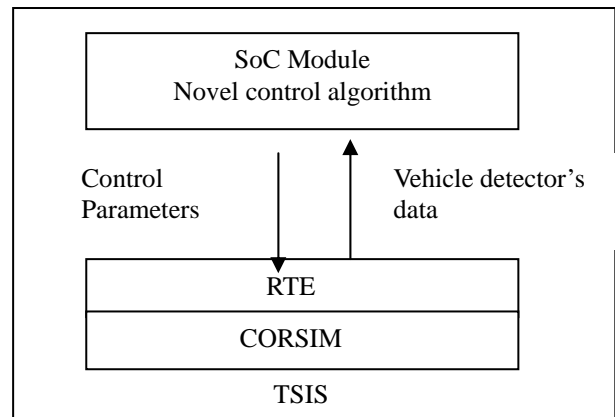 SoC Module
Novel control algorithm
Control
Parameters
Vehicle detector's
data
RTE
CORSIM
TSIS